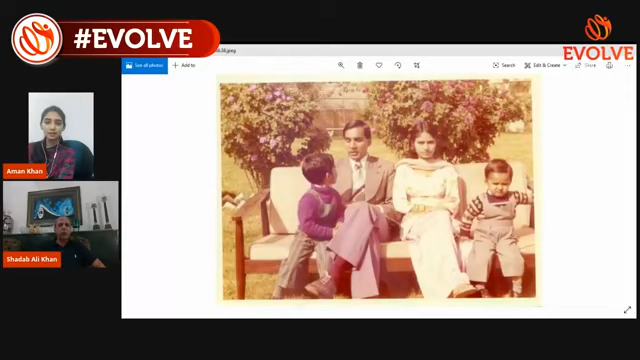 #EVOLVE
EVOLVE
See all photos
Add to
Search
Edit & Create
Share
Aman Khan
Shadab Ali Khan